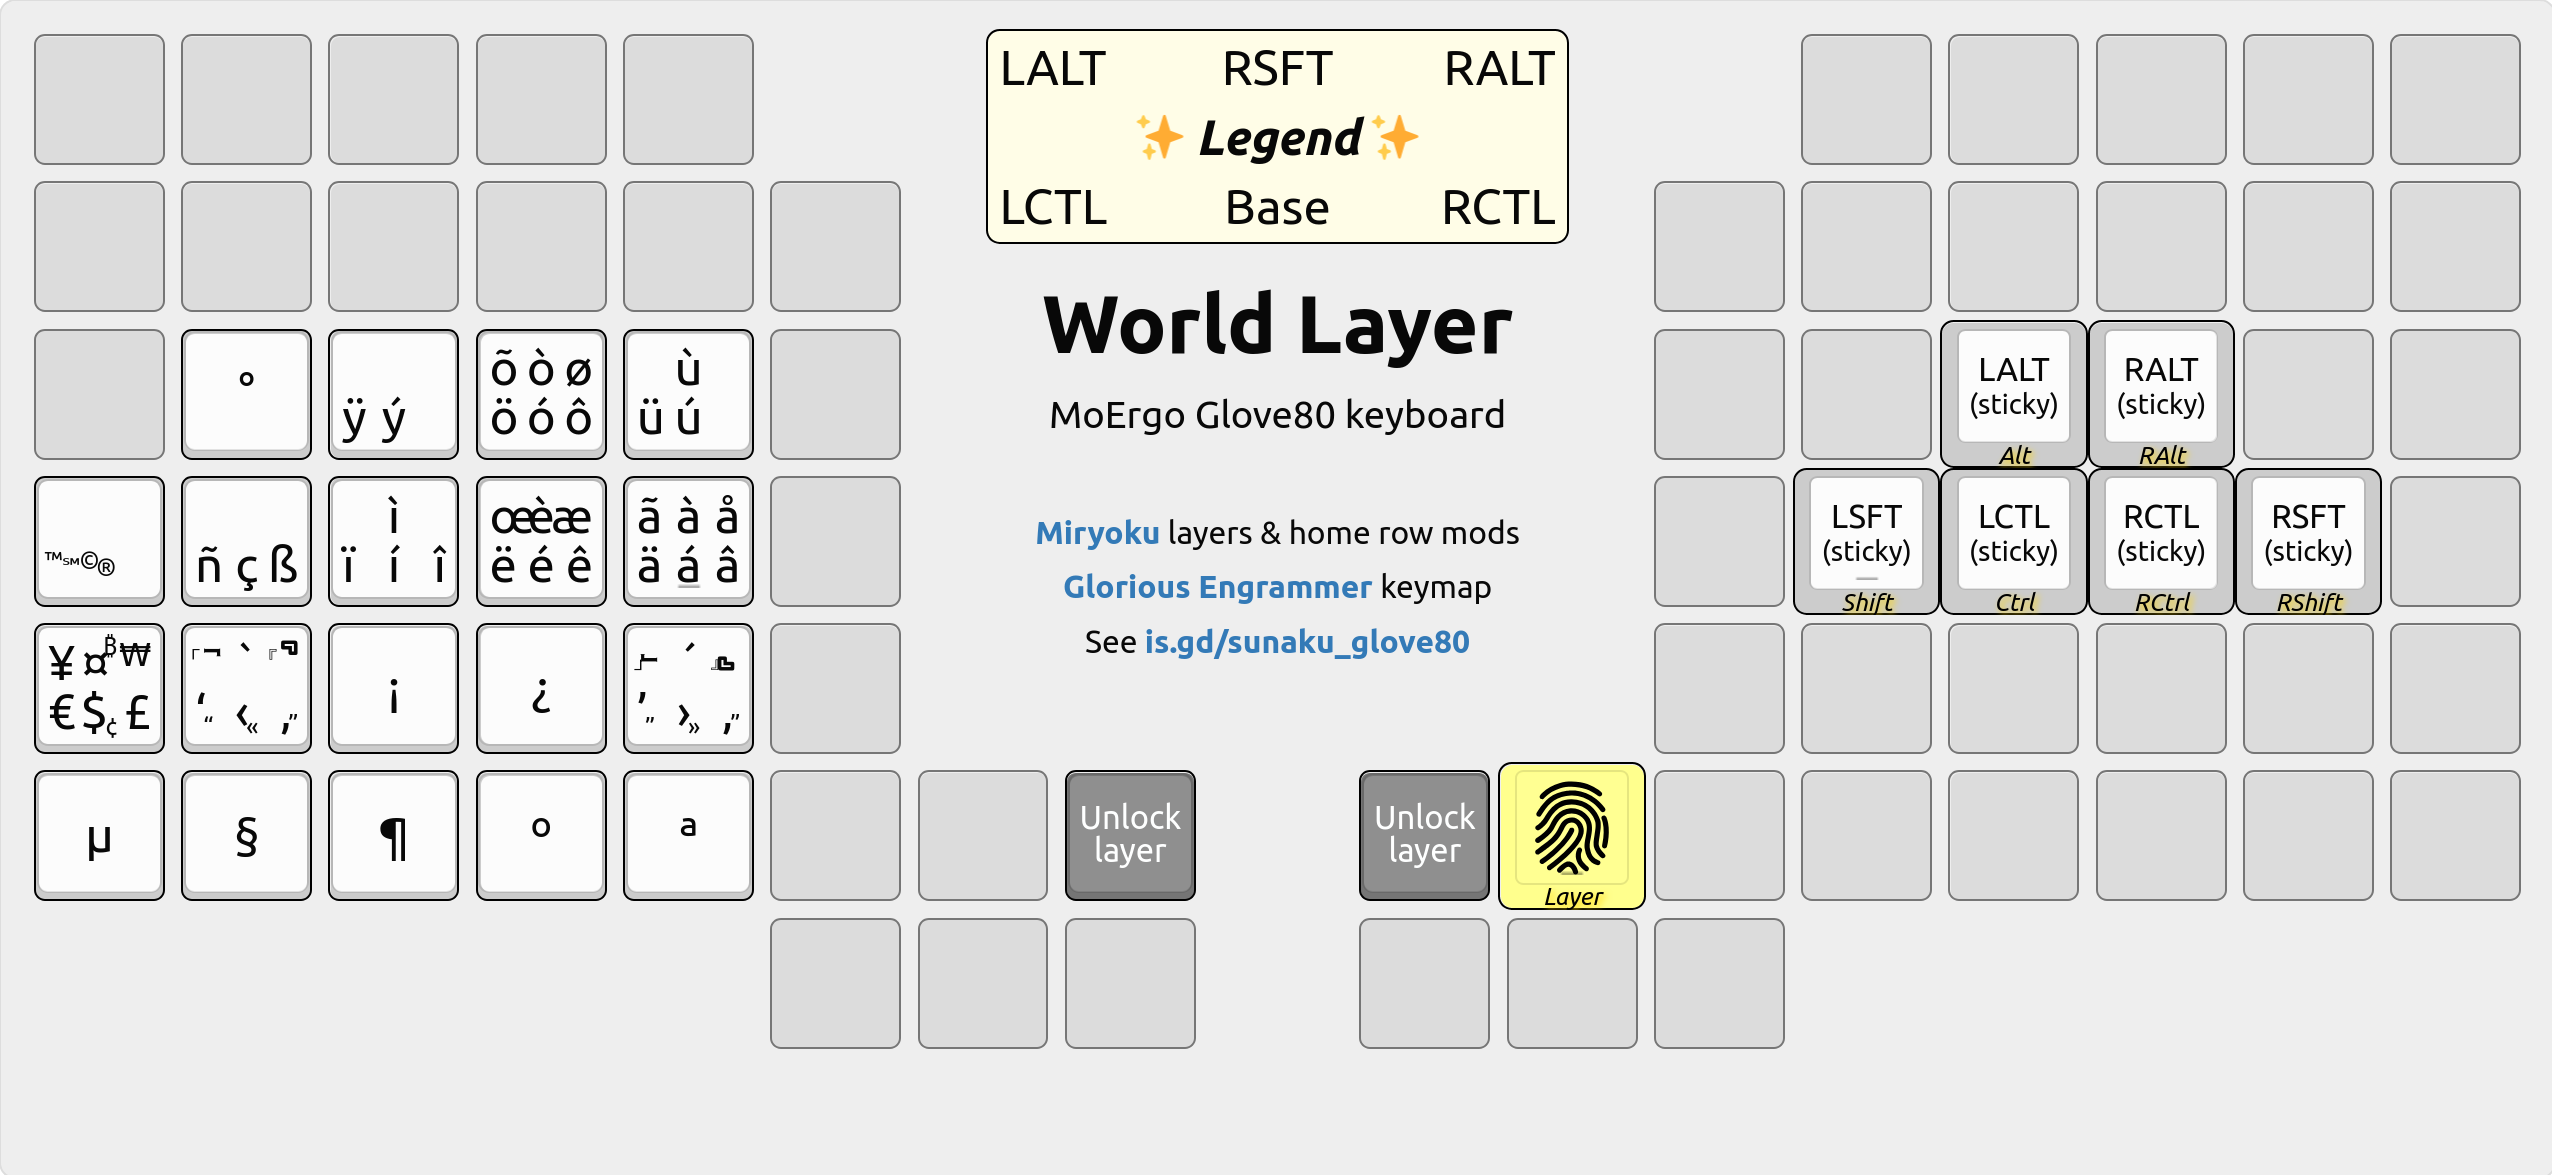 LALT RSFT RALT
✨ Legend ✨
LCTL Base RCTL
World Layer
MoErgo Glove80 keyboard
Miryoku layers & home row mods
Glorious Engrammer keymap
See is.gd/sunaku_glove80
°
ÿ ý
õ ò ø
ö ó ô
ù
ü ú
LALT
(sticky)
Alt
RALT
(sticky)
RAlt
™ ℠ © ®
ñ ç ß
ì
ï í î
œ è æ
ë é ê
ã à å
ä á â
LSFT
(sticky)
Shift
LCTL
(sticky)
Ctrl
RCTL
(sticky)
RCtrl
RSFT
(sticky)
RShift
¥ ¤ ₿ ₩
€ $ ¢ £
「 ﹁ ` 『 ﹃
‘ “ ‹ « ‚ „
¡
¿
」 ﹂ ´ 』 ﹄
’ ” › » ‚ „
µ
§
¶
º
ª
Unlock
layer
Unlock
layer
Layer